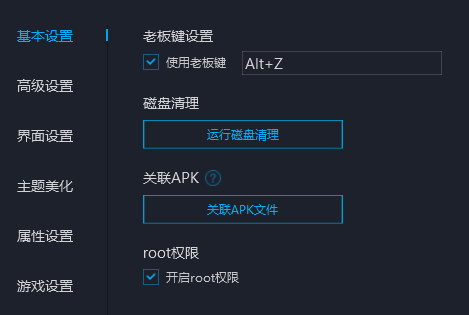 基本设置
高级设置
界面设置
主题美化
属性设置
游戏设置
老板键设置
使用老板键 Alt+Z
磁盘清理
运行磁盘清理
关联APK ?
关联APK文件
root权限
开启root权限